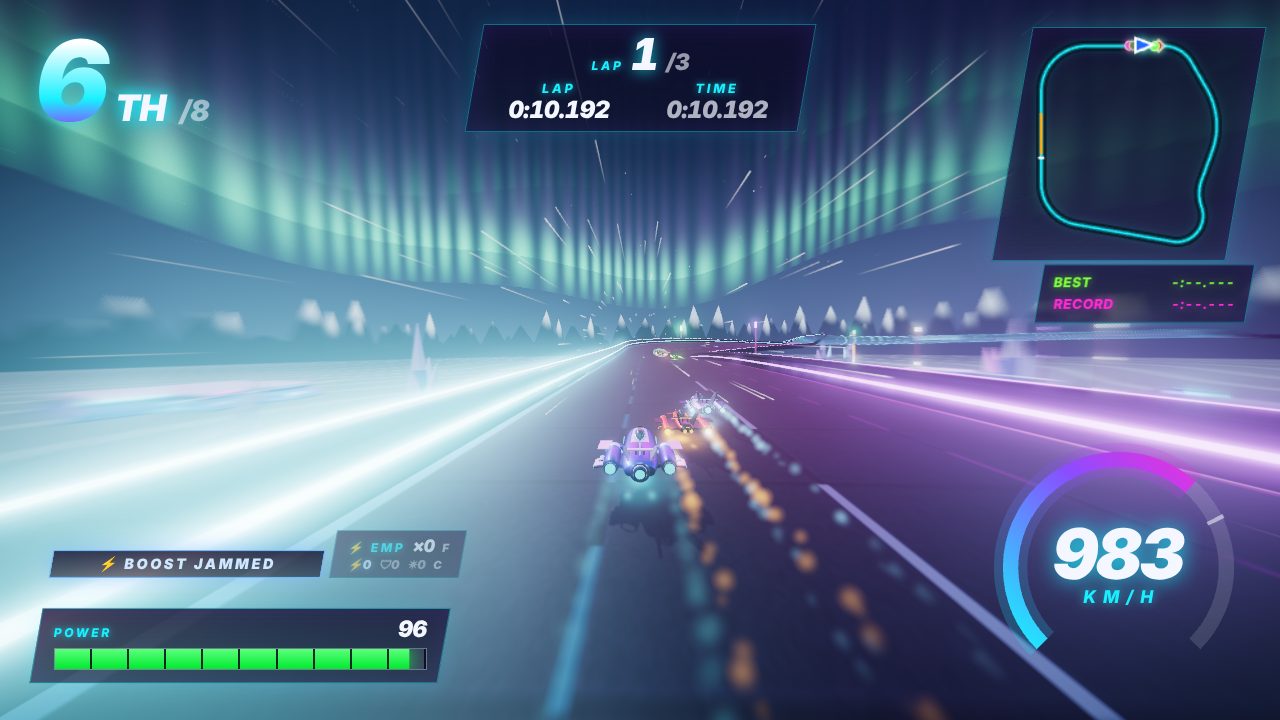 6TH /8
LAP 1 /3
LAP TIME
0:10.192 0:10.192
BEST -:--.---
RECORD -:--.---
⚡ BOOST JAMMED
⚡ EMP ×0 F
⚡0 🛡0 ✳0 C
POWER 96
983
KM/H